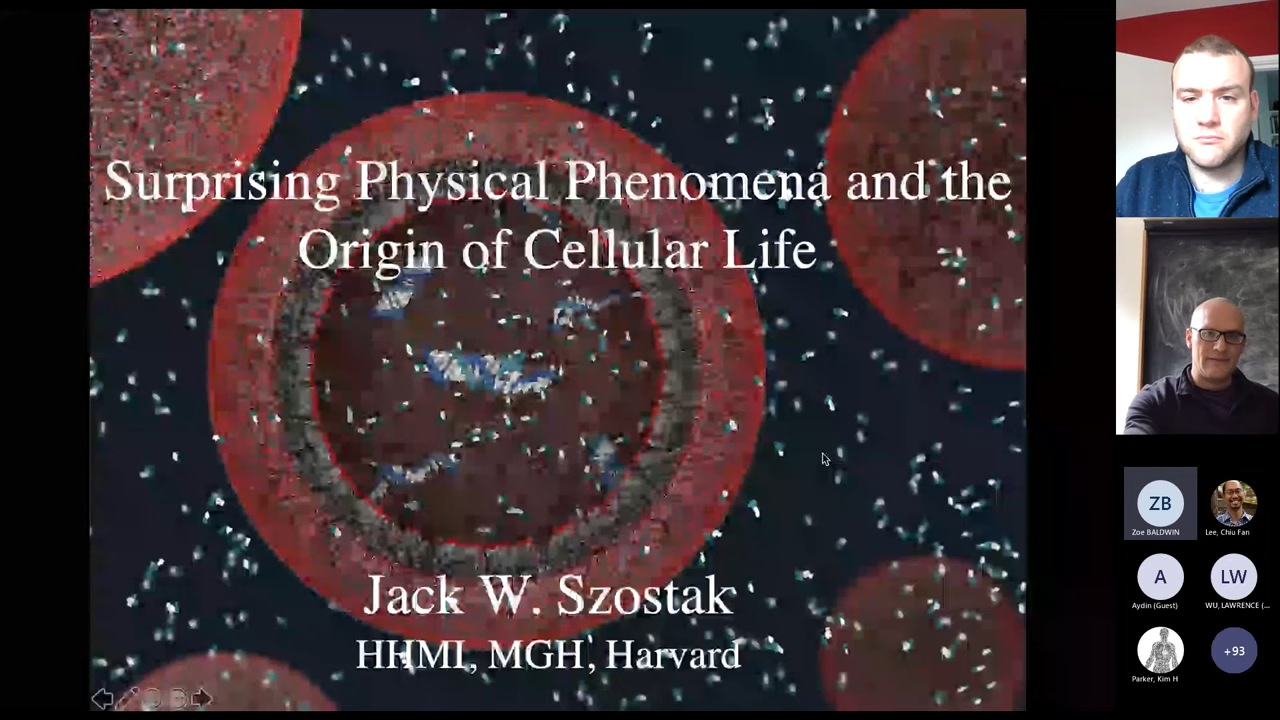 Surprising Physical Phenomena and the
Origin of Cellular Life
Jack W. Szostak
HHMI, MGH, Harvard
ZB
Zoe BALDWIN
Lee, Chiu Fan
A
Aydin (Guest)
LW
WU, LAWRENCE (...
Parker, Kim H
+93